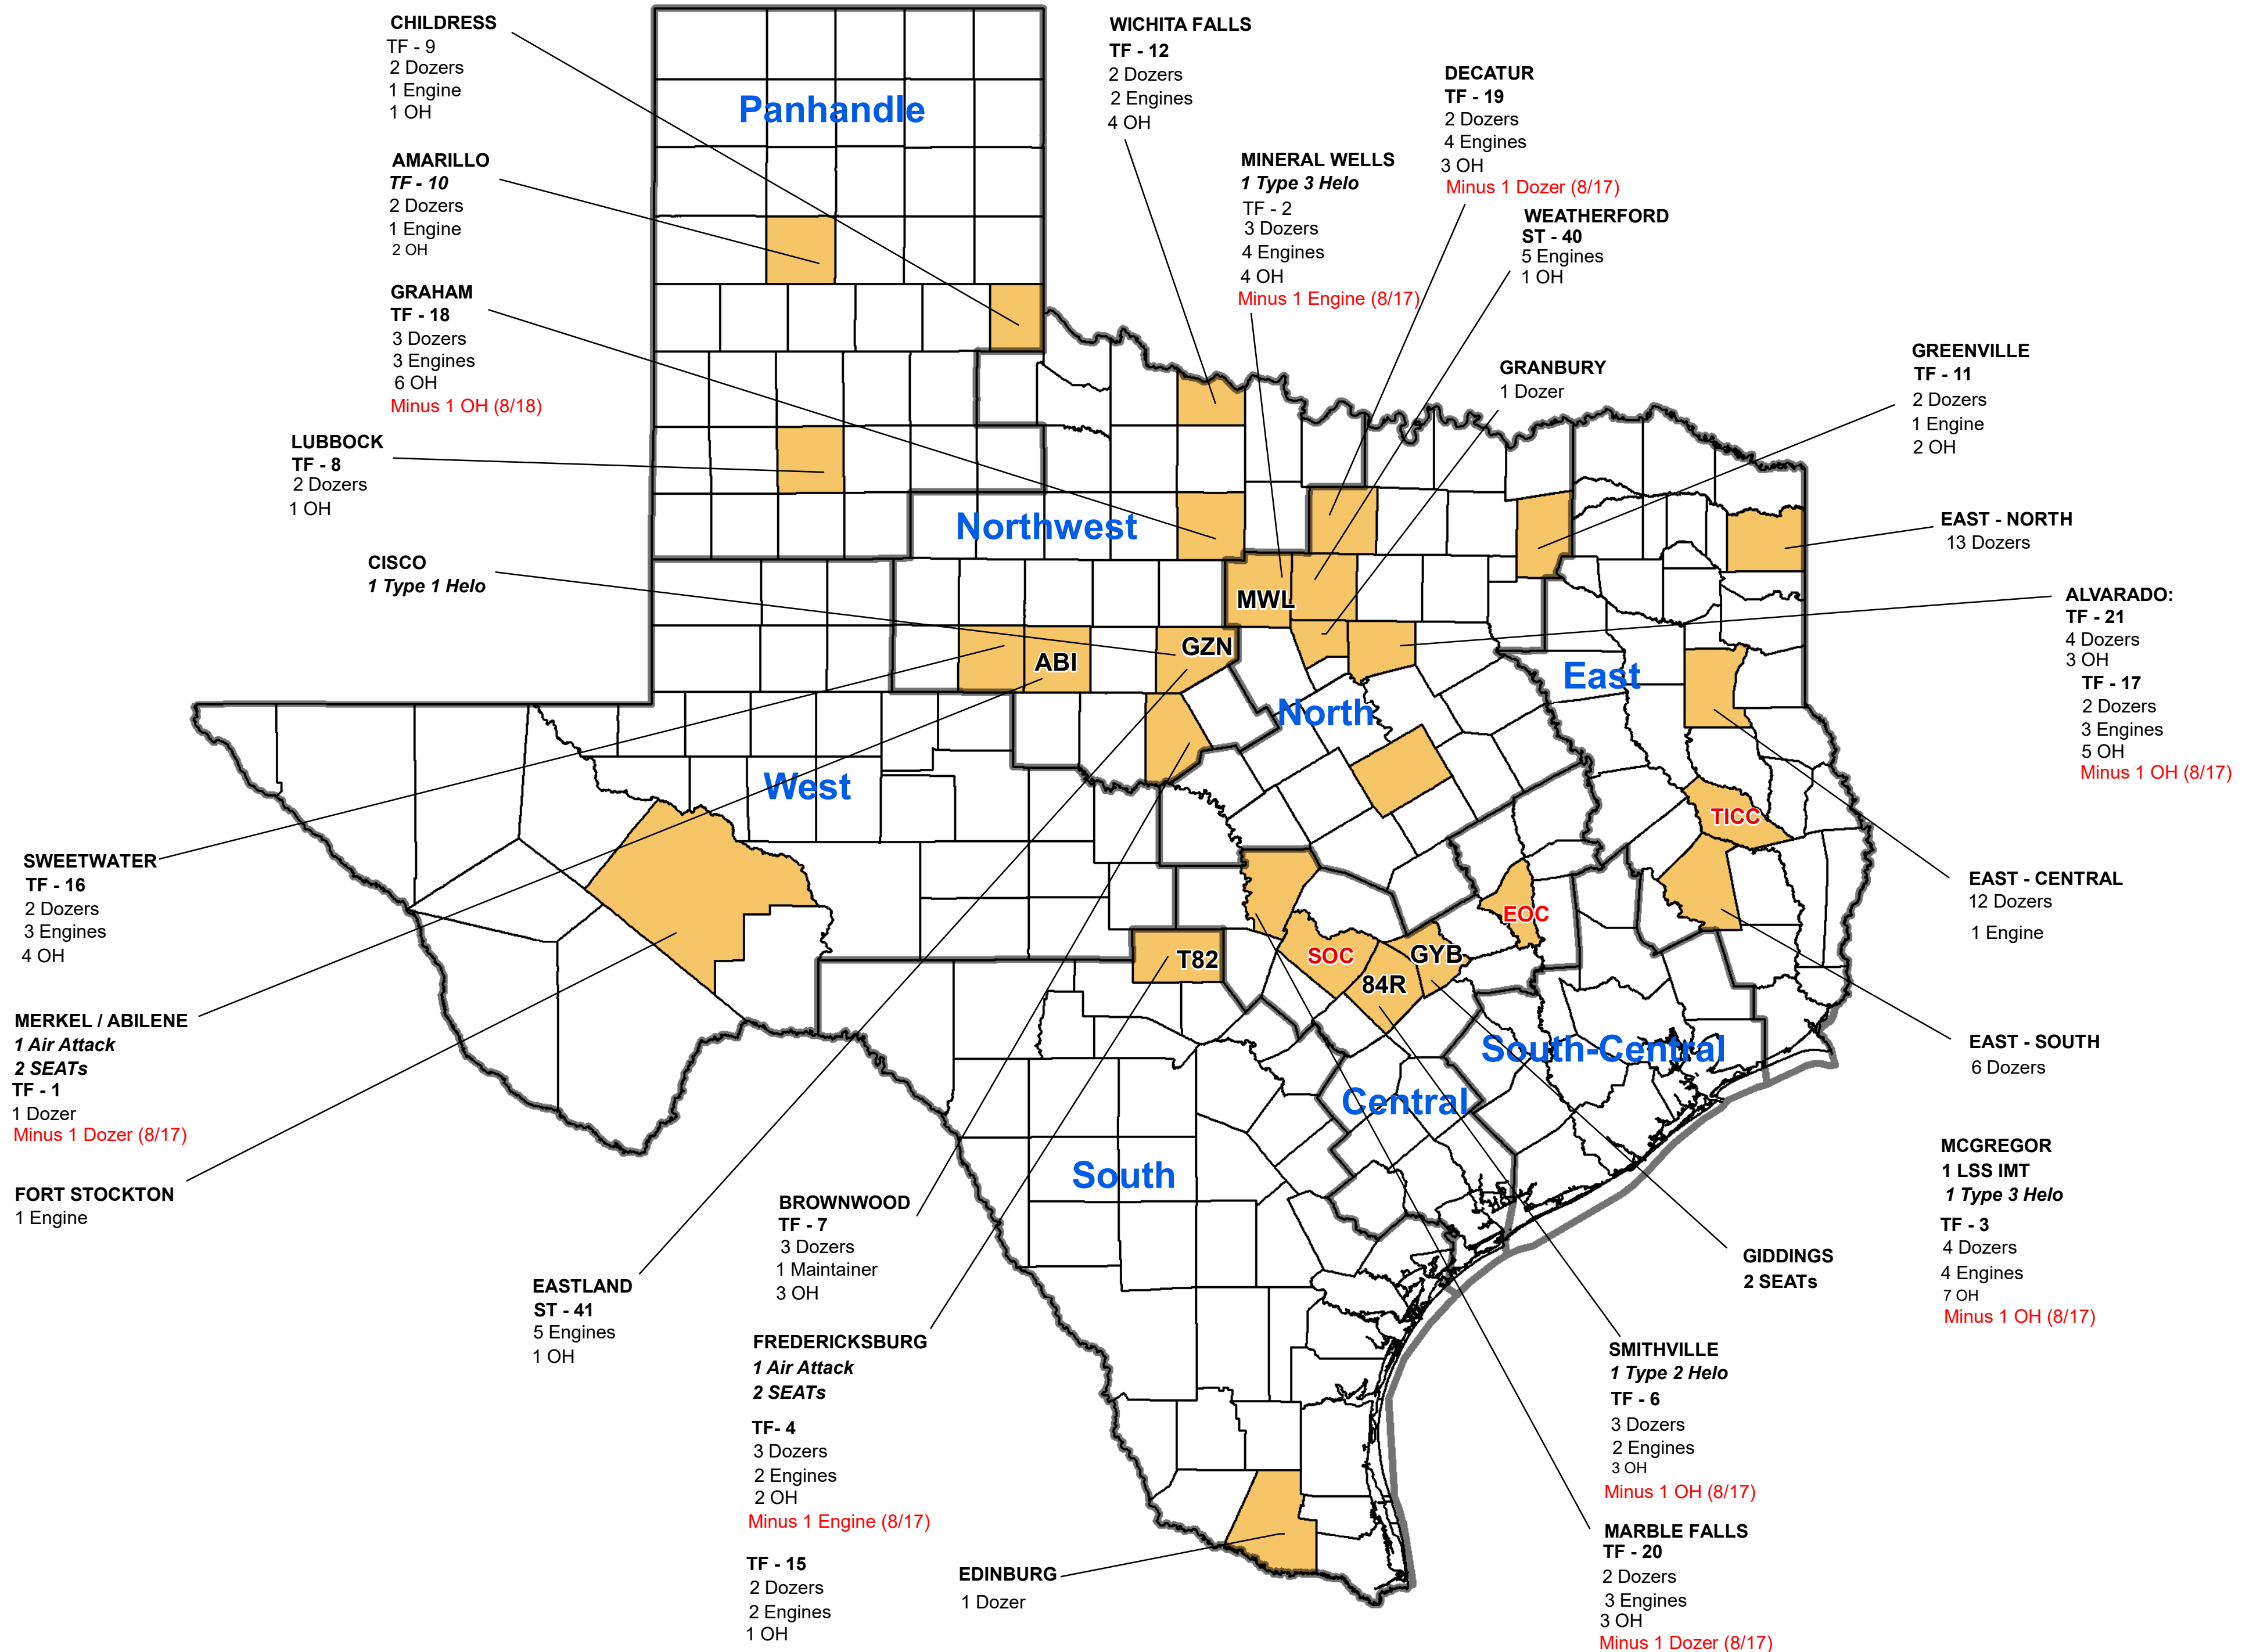 CHILDRESS
TF - 9
2 Dozers
1 Engine
1 OH
AMARILLO
TF - 10
2 Dozers
1 Engine
2 OH
GRAHAM
TF - 18
3 Dozers
3 Engines
6 OH
Minus 1 OH (8/18)
LUBBOCK
TF - 8
2 Dozers
1 OH
CISCO
1 Type 1 Helo
WICHITA FALLS
TF - 12
2 Dozers
2 Engines
4 OH
MINERAL WELLS
1 Type 3 Helo
TF - 2
3 Dozers
4 Engines
4 OH
Minus 1 Engine (8/17)
DECATUR
TF - 19
2 Dozers
4 Engines
3 OH
Minus 1 Dozer (8/17)
WEATHERFORD
ST - 40
5 Engines
1 OH
GRANBURY
1 Dozer
GREENVILLE
TF - 11
2 Dozers
1 Engine
2 OH
EAST - NORTH
13 Dozers
ALVARADO:
TF - 21
4 Dozers
3 OH
TF - 17
2 Dozers
3 Engines
5 OH
Minus 1 OH (8/17)
Panhandle
Northwest
MWL
GZN
ABI
East
North
West
TICC
EOC
SOC
GYB
T82
84R
South-Central
Central
South
SWEETWATER
TF - 16
2 Dozers
3 Engines
4 OH
MERKEL / ABILENE
1 Air Attack
2 SEATs
TF - 1
1 Dozer
Minus 1 Dozer (8/17)
FORT STOCKTON
1 Engine
EASTLAND
ST - 41
5 Engines
1 OH
BROWNWOOD
TF - 7
3 Dozers
1 Maintainer
3 OH
FREDERICKSBURG
1 Air Attack
2 SEATs
TF- 4
3 Dozers
2 Engines
2 OH
Minus 1 Engine (8/17)
TF - 15
2 Dozers
2 Engines
1 OH
EDINBURG
1 Dozer
EAST - CENTRAL
12 Dozers
1 Engine
EAST - SOUTH
6 Dozers
MCGREGOR
1 LSS IMT
1 Type 3 Helo
TF - 3
4 Dozers
4 Engines
7 OH
Minus 1 OH (8/17)
GIDDINGS
2 SEATs
SMITHVILLE
1 Type 2 Helo
TF - 6
3 Dozers
2 Engines
3 OH
Minus 1 OH (8/17)
MARBLE FALLS
TF - 20
2 Dozers
3 Engines
3 OH
Minus 1 Dozer (8/17)